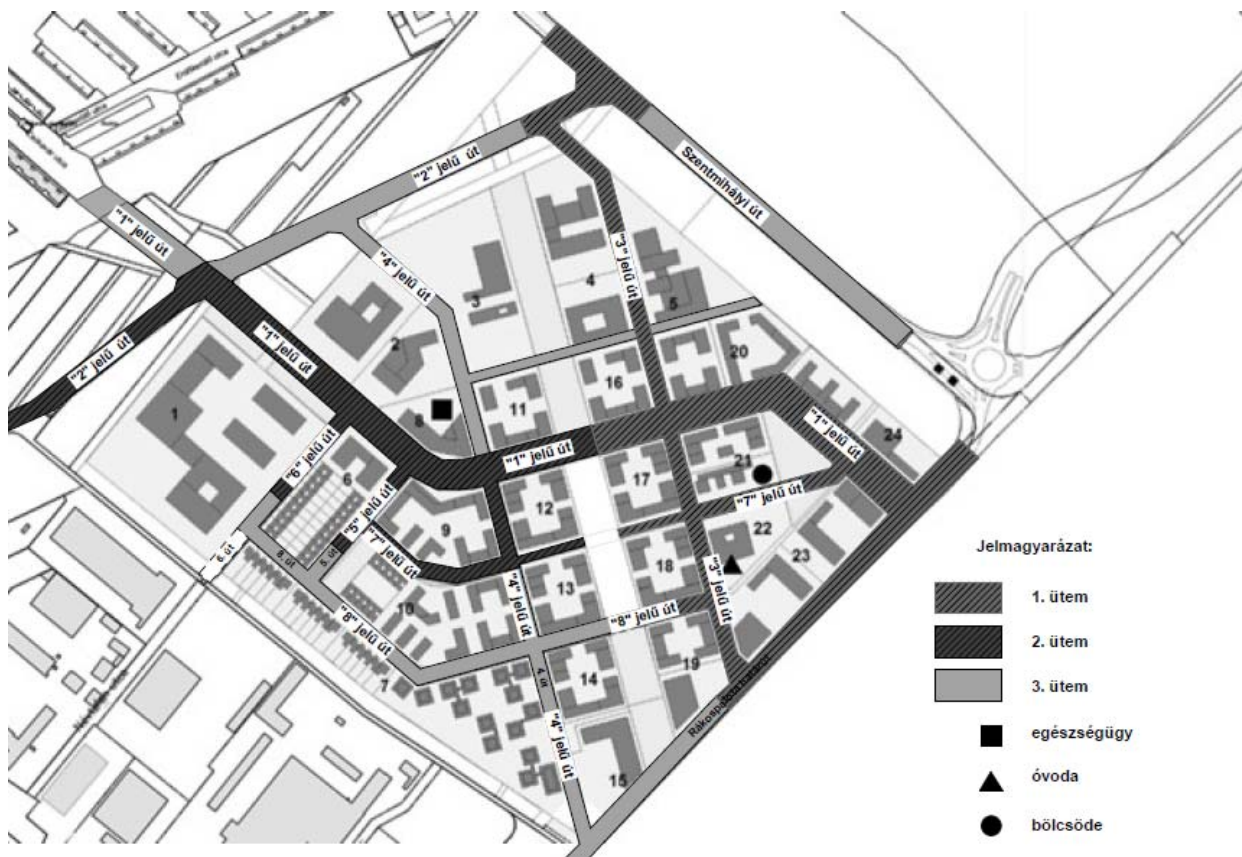 "2" jelű út
Szentmihályi út
"1" jelű út
"4" jelű út
"3" jelű út
3
4
5
"2" jelű út
"1" jelű út
2
20
16
11
8
1
"1" jelű út
"1" jelű út
24
"6" jelű út
6
17
21
"5" jelű út
12
"7" jelű út
9
22
"7" jelű út
6. út
8. út
5. út
23
18
13
"4" jelű út
"3" jelű út
10
"8" jelű út
"8" jelű út
19
7
4. út
14
"4" jelű út
15
Jelmagyarázat:
1. ütem
2. ütem
3. ütem
egészségügy
óvoda
bölcsöde